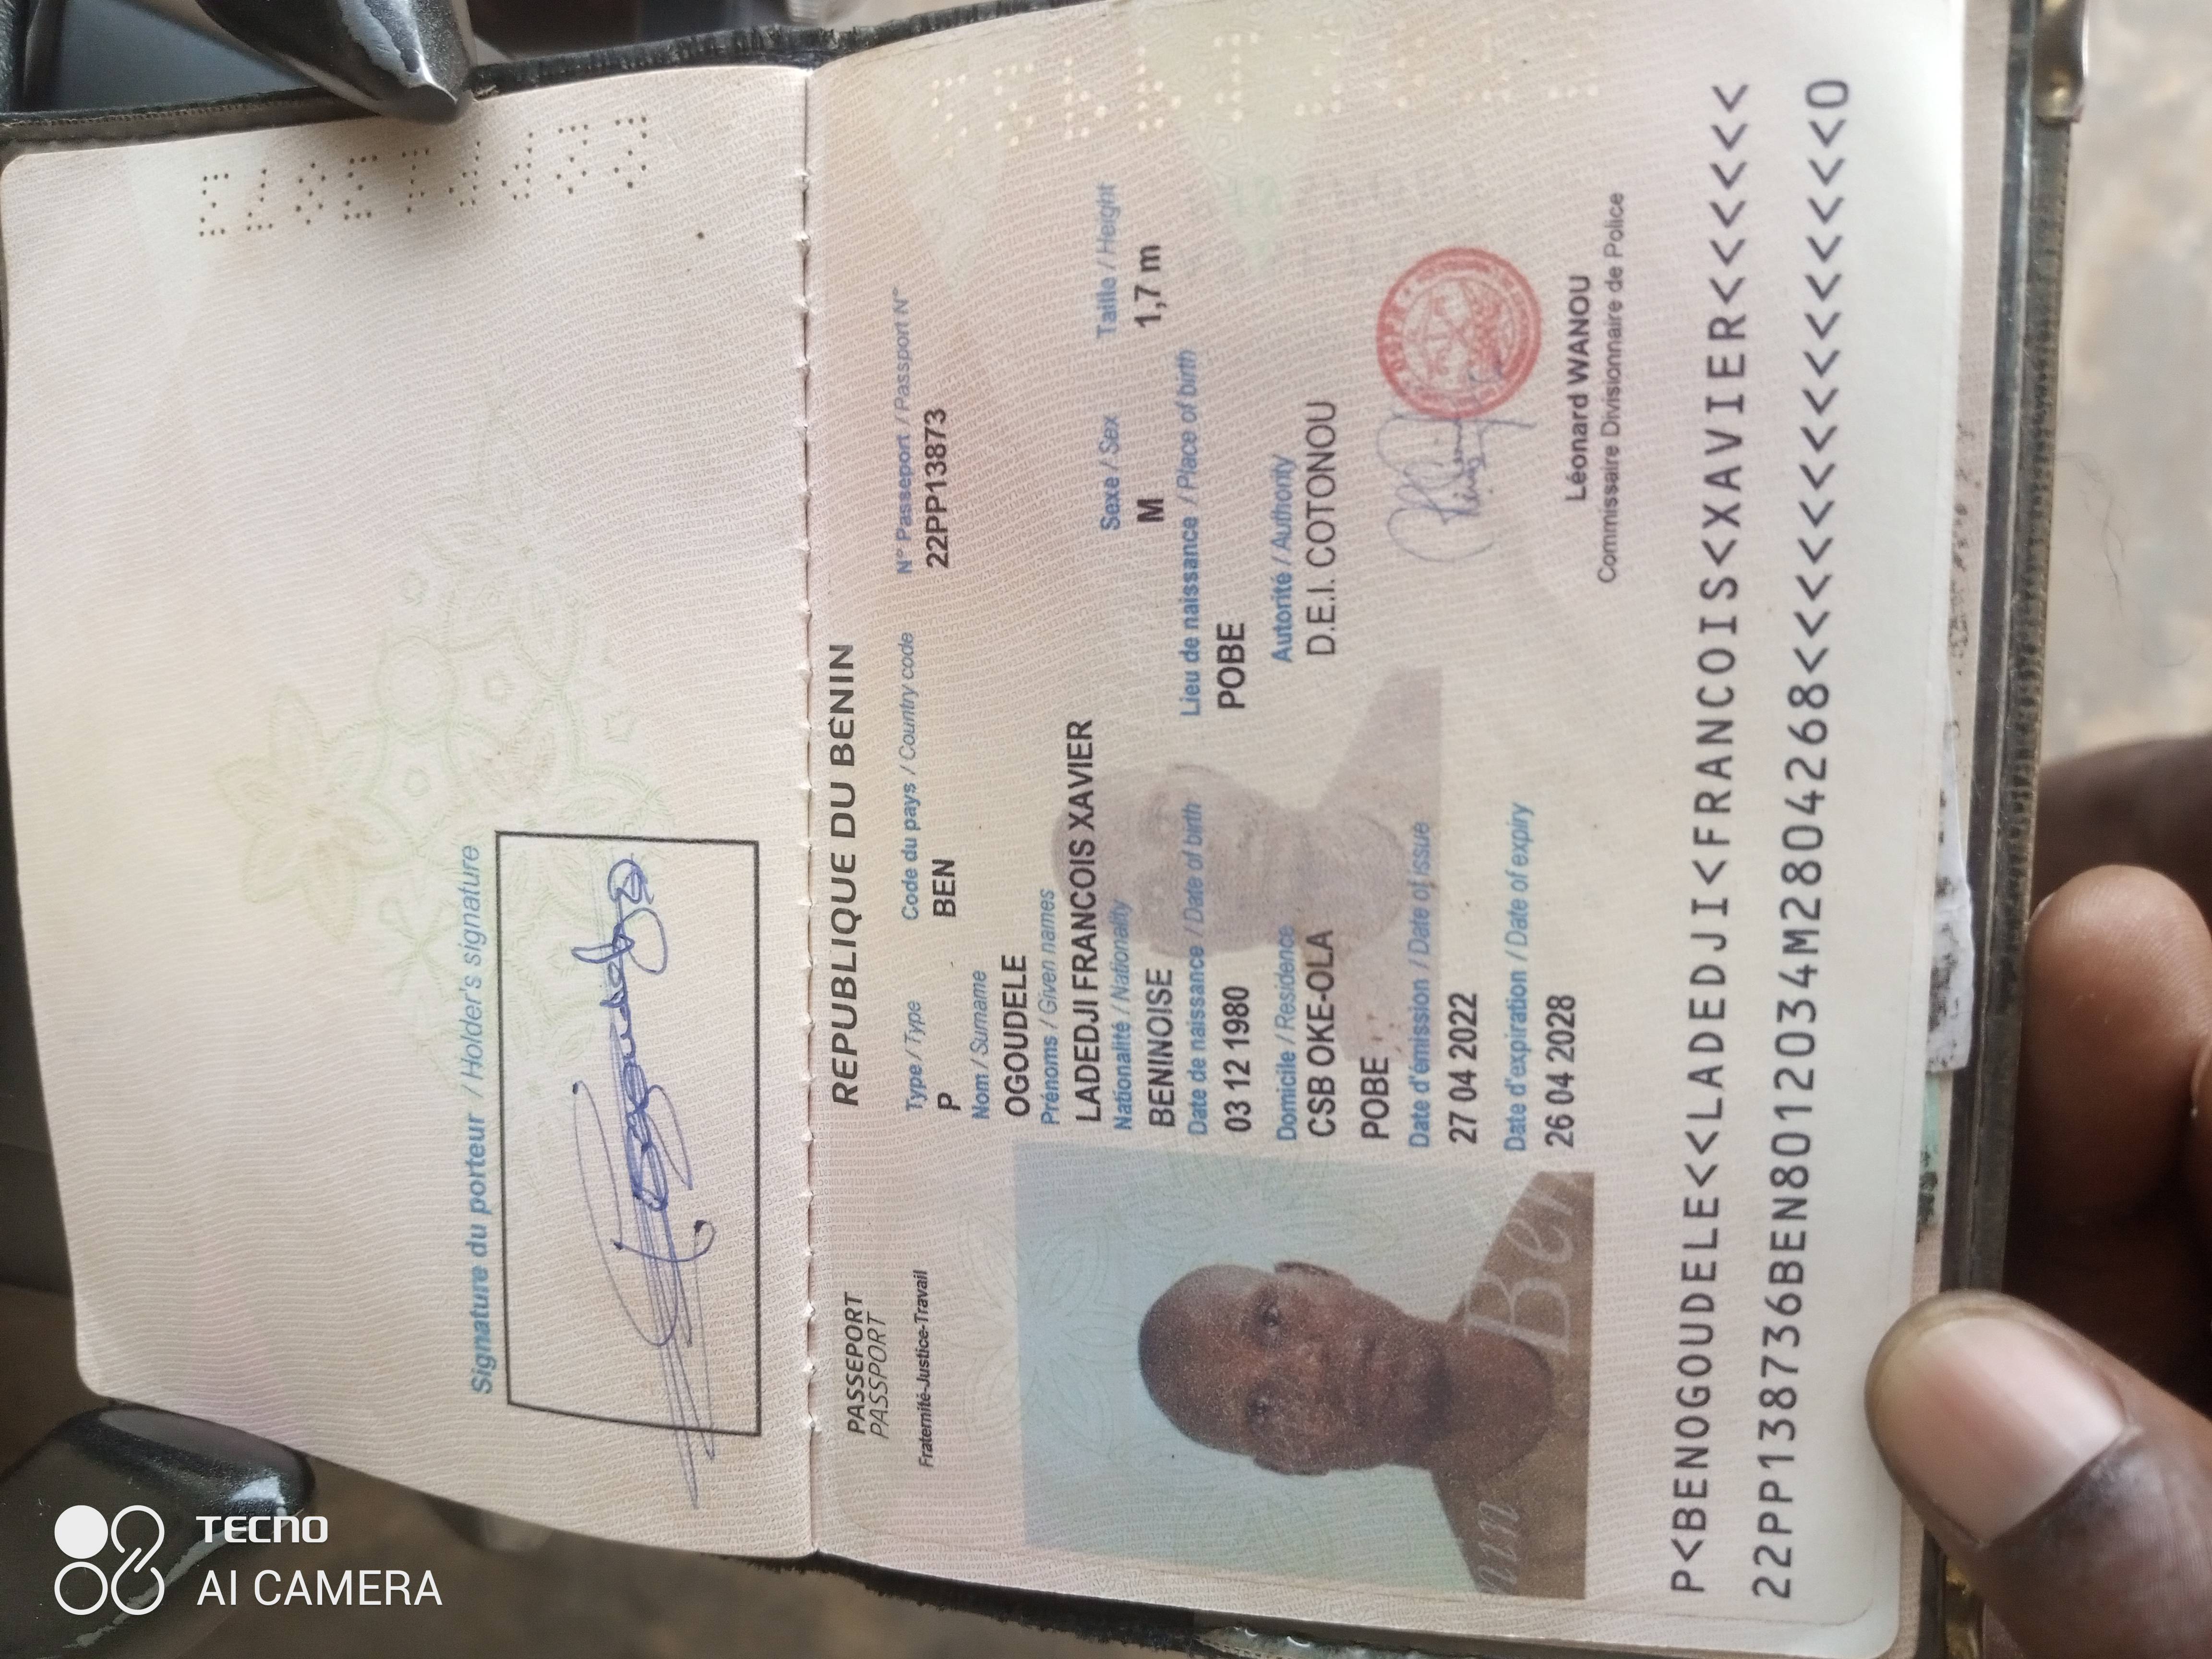 Signature du porteur / Holder's signature
REPUBLIQUE DU BÉNIN
PASSEPORT
PASSPORT
Fraternité-Justice-Travail
Type / Type
Code du pays / Country code
N° Passeport / Passport N°
P
BEN
22PP13873
Nom / Surname
OGOUDELE
Prénoms / Given names
LADEDJI FRANCOIS XAVIER
Nationalité / Nationality
Sexe / Sex
Taille / Height
BENINOISE
M
1,7 m
Date de naissance / Date of birth
Lieu de naissance / Place of birth
03 12 1980
POBE
Domicile / Residence
Autorité / Authority
CSB OKE-OLA
D.E.I. COTONOU
POBE
Date d'émission / Date of issue
27 04 2022
Date d'expiration / Date of expiry
26 04 2028
Léonard WANOU
Commissaire Divisionnaire de Police
P<BENOGOUDELE<<LADEDJI<FRANCOIS<XAVIER<<<<<<
22PP138736BEN8012034M2804268<<<<<<<<<<<<<<<0
TECNO
AI CAMERA